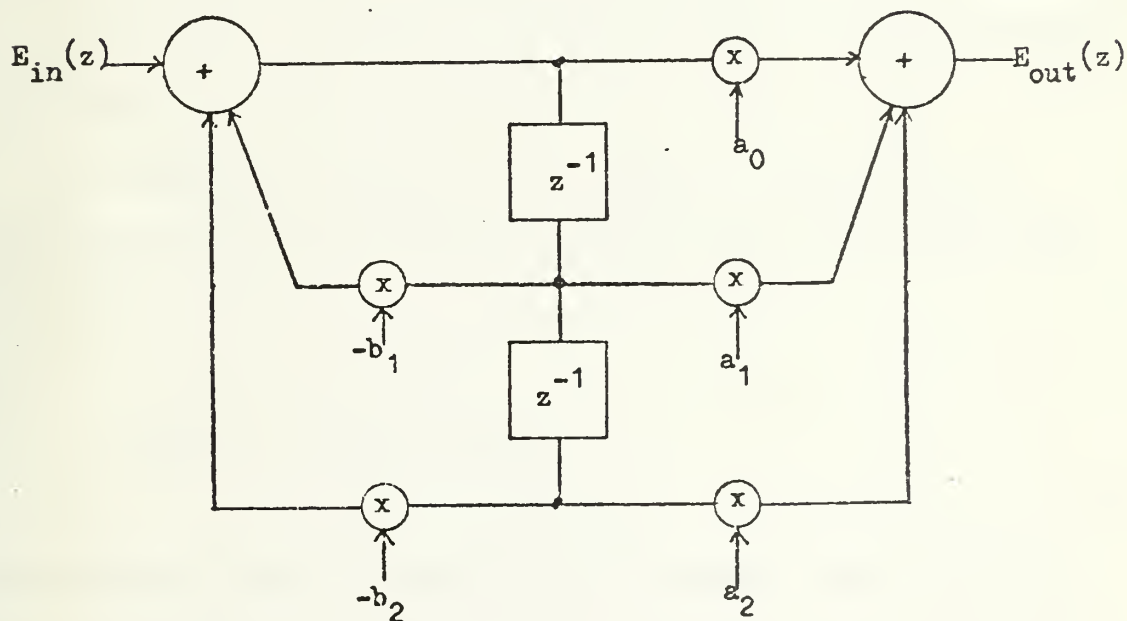 E_in(z) + x + E_out(z)
a_0
z^-1
x x
-b_1 a_1
z^-1
x x
-b_2 a_2